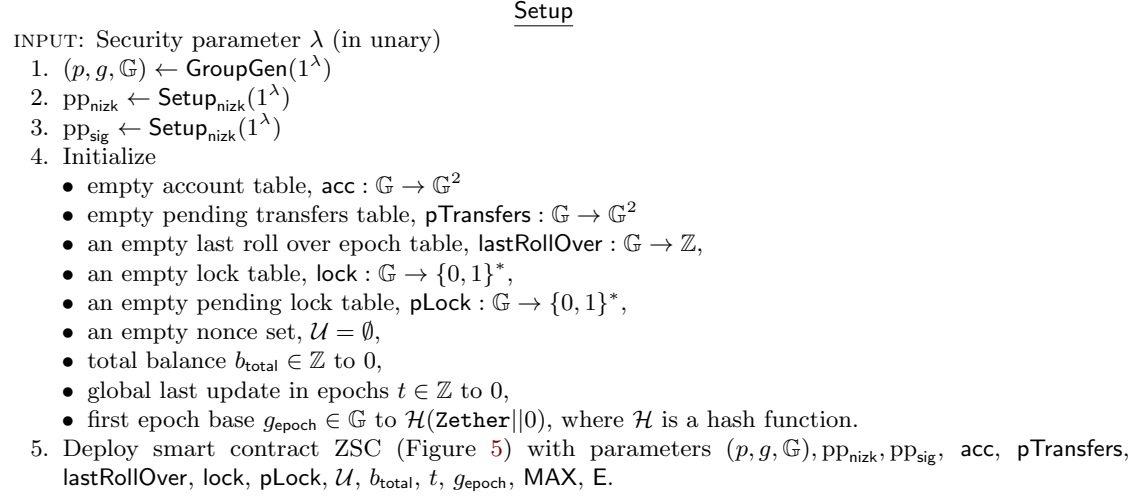 Setup
INPUT: Security parameter λ (in unary)
1. (p, g, 𝔾) ← GroupGen(1^λ)
2. pp_nizk ← Setup_nizk(1^λ)
3. pp_sig ← Setup_nizk(1^λ)
4. Initialize
• empty account table, acc : 𝔾 → 𝔾^2
• empty pending transfers table, pTransfers : 𝔾 → 𝔾^2
• an empty last roll over epoch table, lastRollOver : 𝔾 → ℤ,
• an empty lock table, lock : 𝔾 → {0, 1}^*,
• an empty pending lock table, pLock : 𝔾 → {0, 1}^*,
• an empty nonce set, 𝒰 = ∅,
• total balance b_total ∈ ℤ to 0,
• global last update in epochs t ∈ ℤ to 0,
• first epoch base g_epoch ∈ 𝔾 to ℋ(Zether||0), where ℋ is a hash function.
5. Deploy smart contract ZSC (Figure 5) with parameters (p, g, 𝔾), pp_nizk, pp_sig, acc, pTransfers,
lastRollOver, lock, pLock, 𝒰, b_total, t, g_epoch, MAX, E.